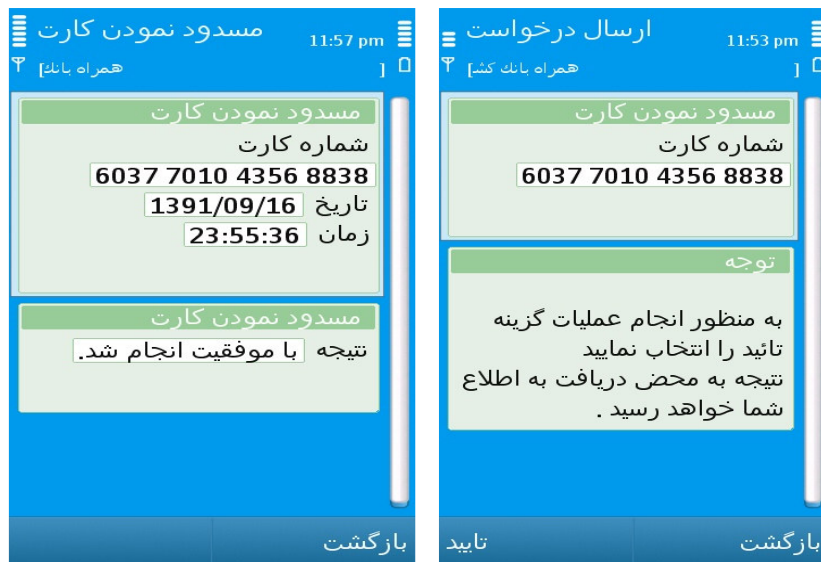 مسدود نمودن کارت
11:57 pm
[همراه بانك]
مسدود نمودن کارت
شماره کارت
6037 7010 4356 8838
تاریخ 1391/09/16
زمان 23:55:36
مسدود نمودن کارت
نتیجه با موفقیت انجام شد.
بازگشت
ارسال درخواست
11:53 pm
[همراه بانك كشـ]
مسدود نمودن کارت
شماره کارت
6037 7010 4356 8838
توجه
به منظور انجام عملیات گزینه
تائید را انتخاب نمایید
نتیجه به محض دریافت به اطلاع
شما خواهد رسید .
بازگشت
تایید